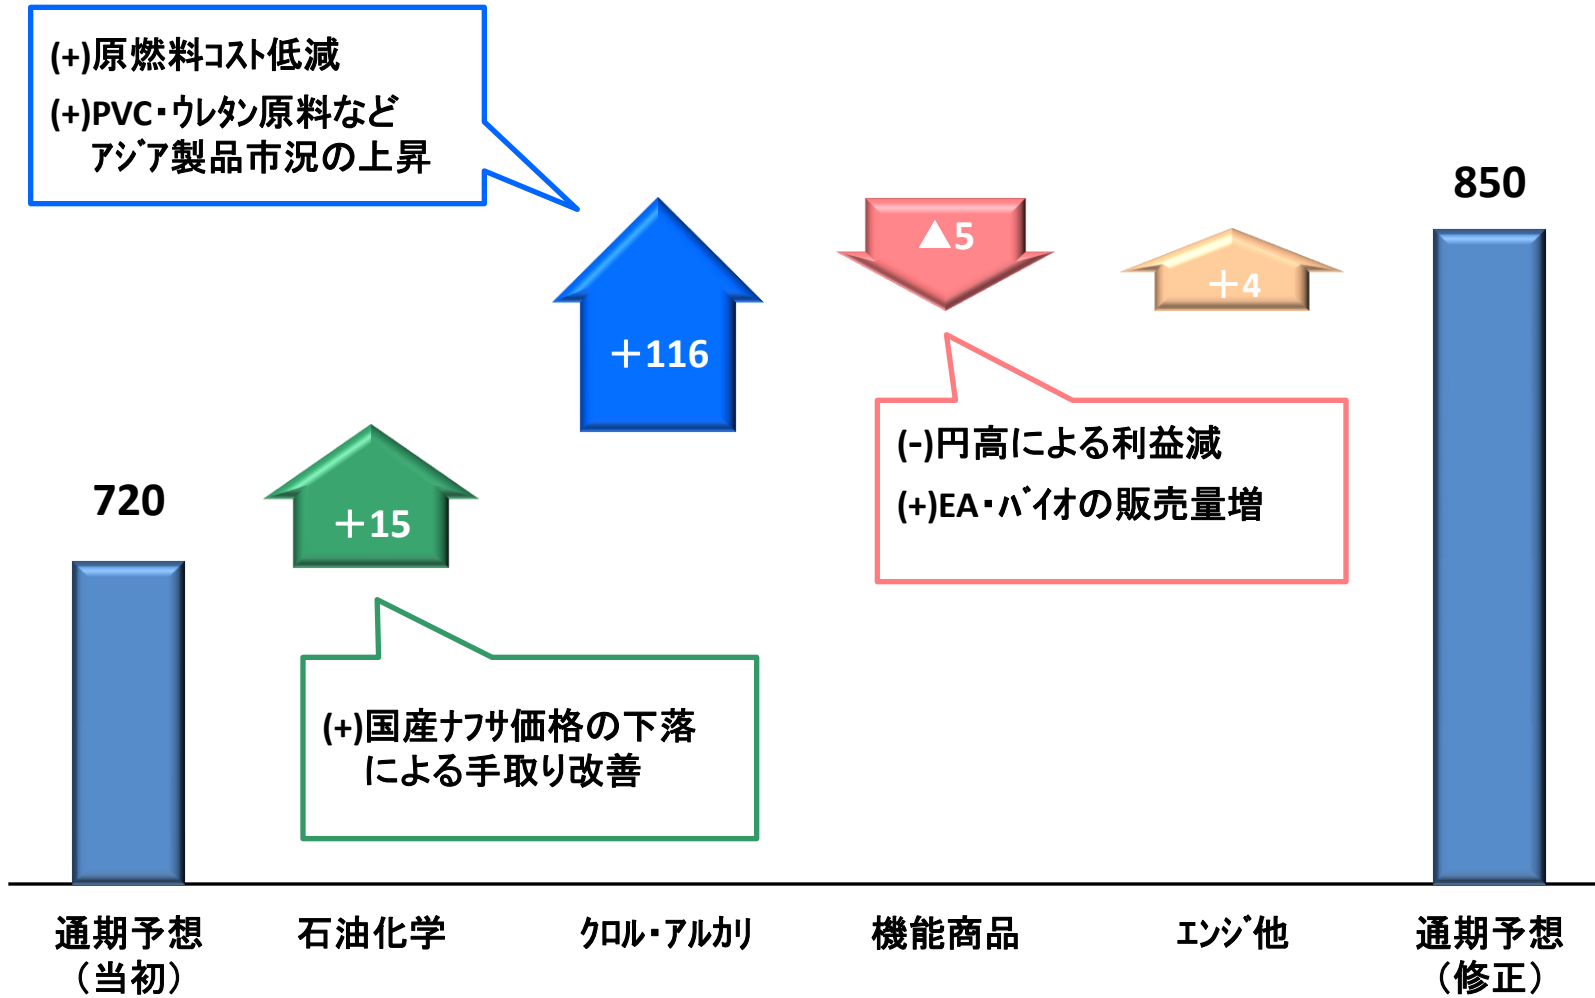 (+)原燃料ｺｽﾄ低減
(+)PVC・ｳﾚﾀﾝ原料など
ｱｼﾞｱ製品市況の上昇
850
▲5
＋4
＋116
(-)円高による利益減
(+)EA・ﾊﾞｲｵの販売量増
720
＋15
(+)国産ﾅﾌｻ価格の下落
による手取り改善
通期予想
（当初）
石油化学
ｸﾛﾙ・ｱﾙｶﾘ
機能商品
ｴﾝｼﾞ他
通期予想
（修正）